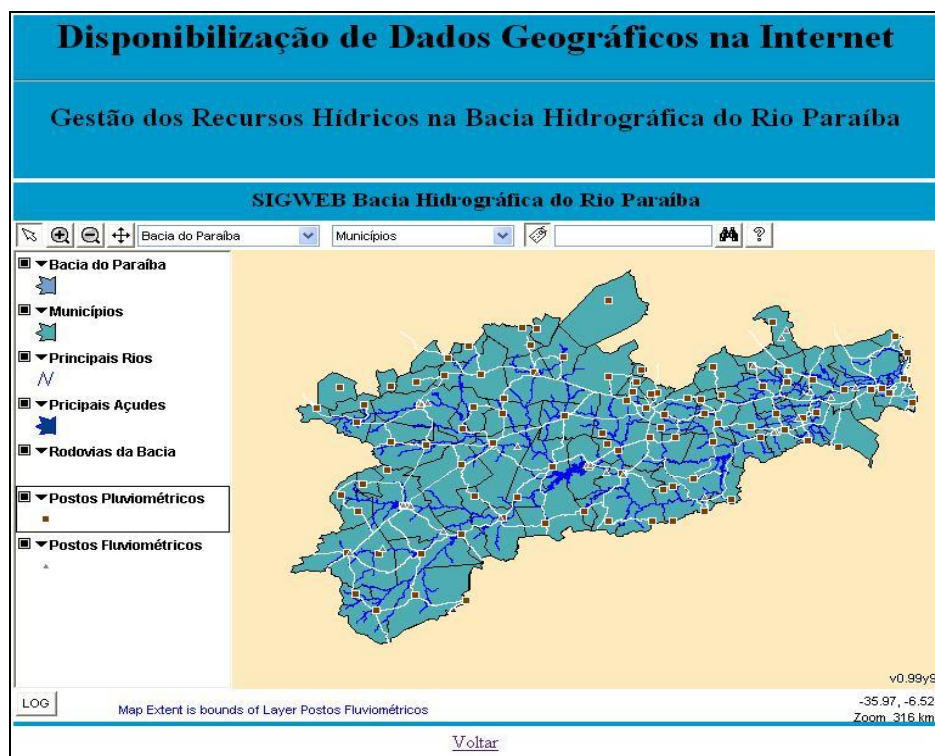 Disponibilização de Dados Geográficos na Internet
Gestão dos Recursos Hídricos na Bacia Hidrográfica do Rio Paraíba
SIGWEB Bacia Hidrográfica do Rio Paraíba
Bacia do Paraíba
Municípios
?
Bacia do Paraíba
Municípios
Principais Rios
Pricipais Açudes
Rodovias da Bacia
Postos Pluviométricos
Postos Fluviométricos
v0.99y9
LOG
Map Extent is bounds of Layer Postos Fluviométricos
-35.97, -6.52
Zoom 316 km
Voltar